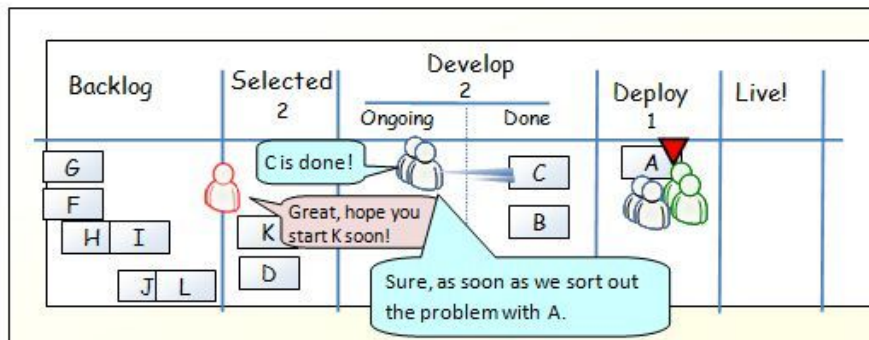 Backlog
Selected
2
Develop
2
Ongoing
Done
Deploy
1
Live!
G
F
H I
J L
C is done!
Great, hope you
start K soon!
K
D
C
B
A
Sure, as soon as we sort out
the problem with A.